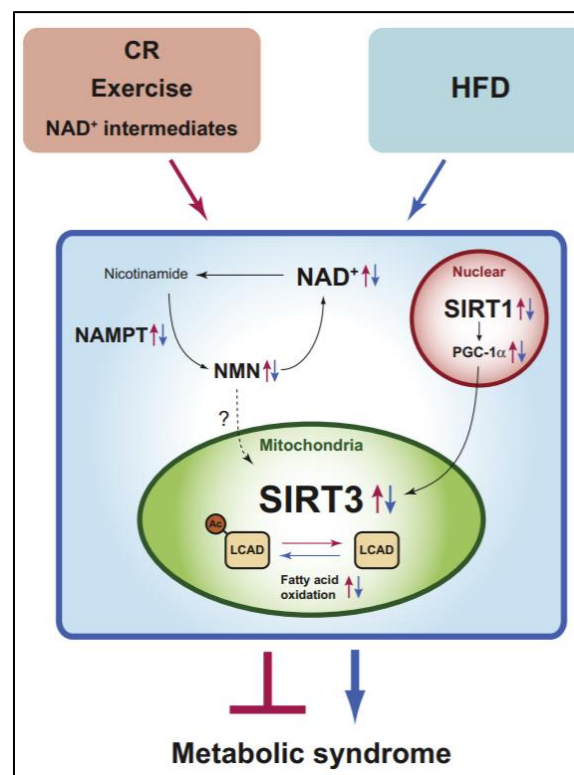 CR
Exercise
NAD⁺ intermediates
HFD
Nicotinamide
NAD⁺
NAMPT
NMN
?
Nuclear
SIRT1
PGC-1α
Mitochondria
SIRT3
Ac
LCAD
LCAD
Fatty acid
oxidation
Metabolic syndrome